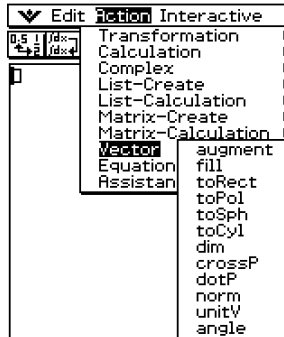 Edit Action Interactive
Transformation
Calculation
Complex
List-Create
List-Calculation
Matrix-Create
Matrix-Calculation
Vector
Equation
Assistan
augment
fill
toRect
toPol
toSph
toCyl
dim
crossP
dotP
norm
unitV
angle